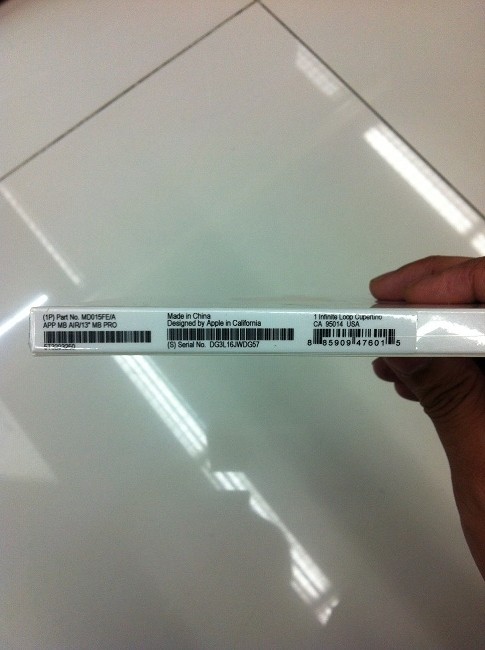 (1P) Part No. MD015FE/A
APP MB AIR/13" MB PRO
Made in China
Designed by Apple in California
(S) Serial No. DG3L16JWDG57
1 Infinite Loop Cupertino
CA 95014 USA
8 85909 47601 5